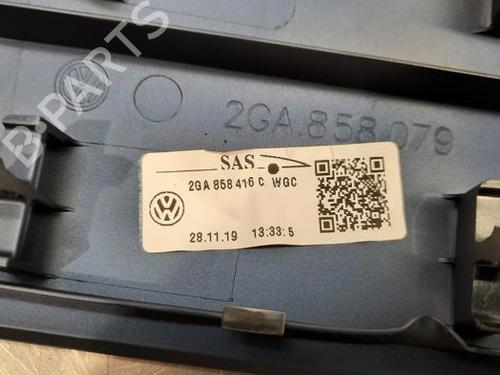 B-PARTS
2GA.858.079
SAS
2GA 858 416 C WGC
28.11.19 13:33:5